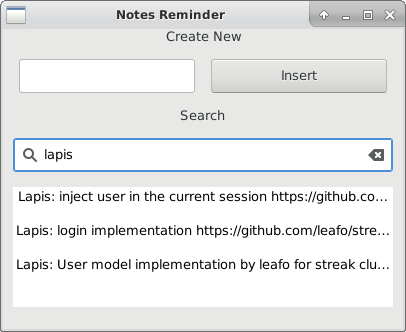 Notes Reminder
Create New
Insert
Search
lapis
Lapis: inject user in the current session https://github.co...
Lapis: login implementation https://github.com/leafo/stre...
Lapis: User model implementation by leafo for streak clu...